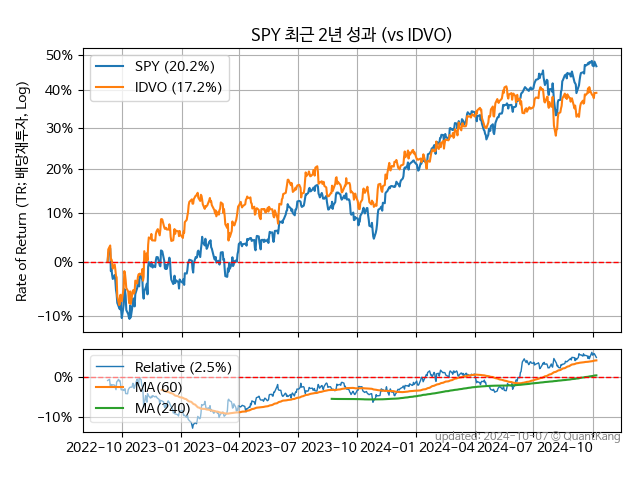 SPY 최근 2년 성과 (vs IDVO)
50%
40%
30%
20%
10%
0%
−10%
Rate of Return (TR; 배당재투자, Log)
SPY (20.2%)
IDVO (17.2%)
0%
−10%
Relative (2.5%)
MA(60)
MA(240)
2022-10 2023-01 2023-04 2023-07 2023-10 2024-01 2024-04 2024-07 2024-10
updated: 2024-10-07 © QuantKang